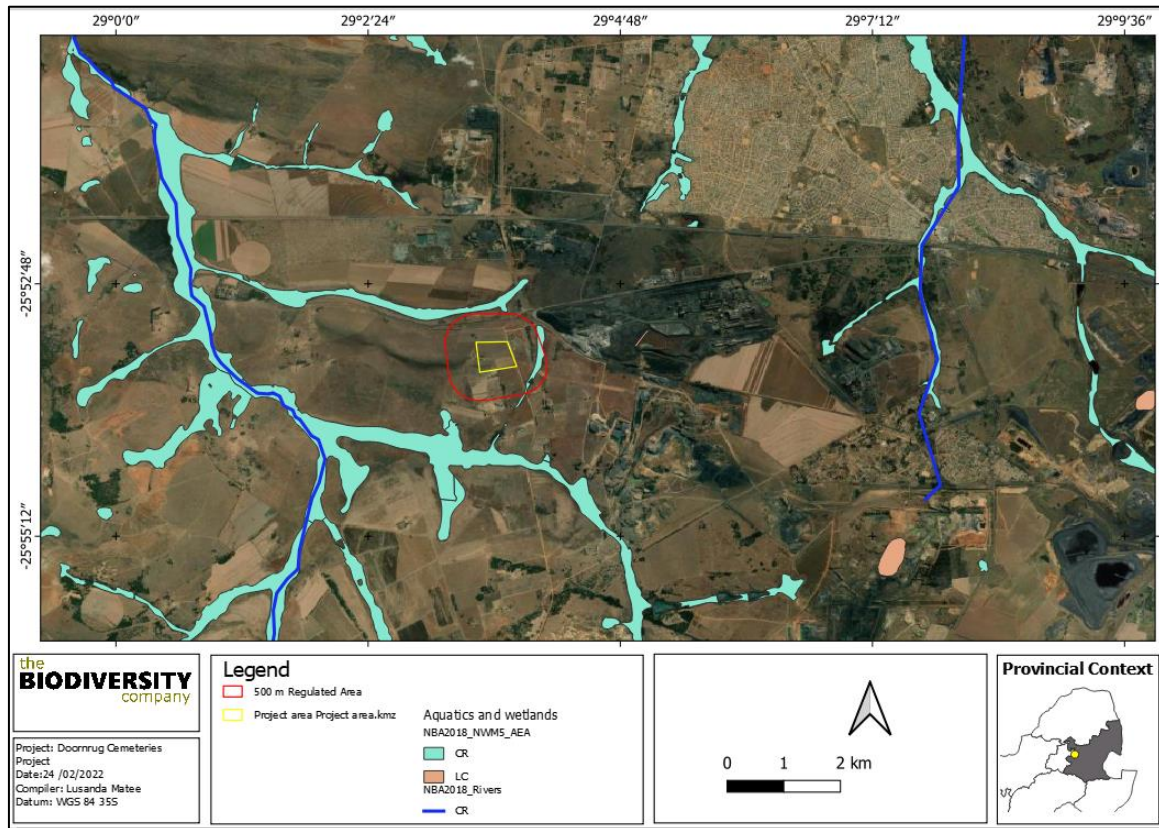 29°0′0″ 29°2′24″ 29°4′48″ 29°7′12″ 29°9′36″
-25°52′48″
-25°55′12″
the
BIODIVERSITY
company
Project: Doornrug Cemeteries
Project
Date:24 /02/2022
Compiler: Lusanda Matee
Datum: WGS 84 35S
Legend
500 m Regulated Area
Project area Project area.kmz
Aquatics and wetlands
NBA2018_NWM5_AEA
CR
LC
NBA2018_Rivers
CR
0 1 2 km
Provincial Context